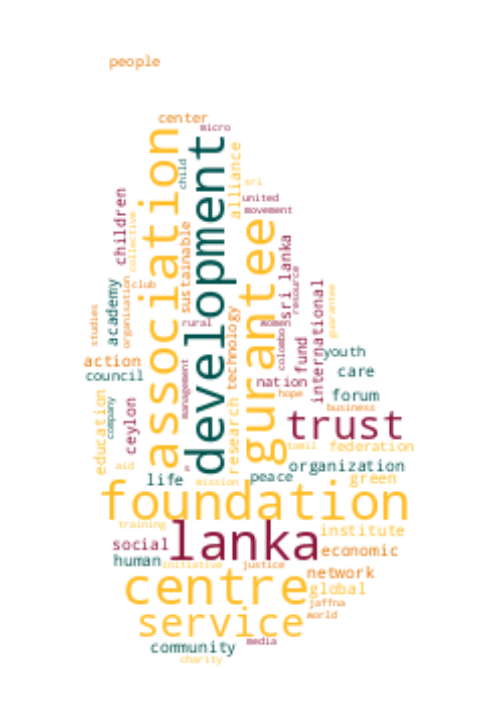 people
center
micro
association
development
child
alliance
sri
united
movement
children
collective
gurantee
sustainable
sri lanka
resource
academy
organisation
club
international
guarantee
studies
rural
technology
women
colombo
fund
youth
action
council
management
nation
hope
care
forum
business
education
company
ceylon
research
trust
tamil
federation
aid
life
mission
peace
organization
green
foundation
training
lanka
institute
social
economic
human
initiative
justice
network
centre
global
jaffna
service
world
community
media
charity